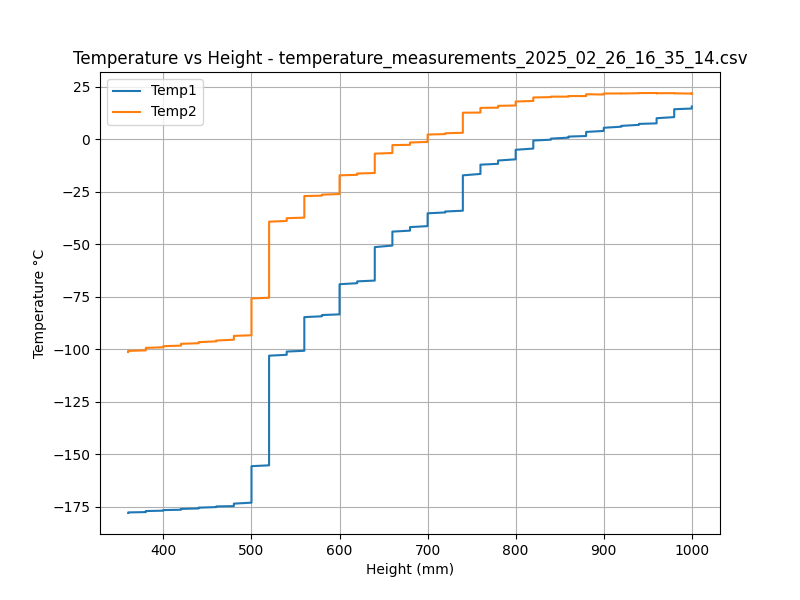 Temperature vs Height - temperature_measurements_2025_02_26_16_35_14.csv
Temp1
Temp2
25
0
−25
−50
−75
−100
−125
−150
−175
Temperature °C
400 500 600 700 800 900 1000
Height (mm)